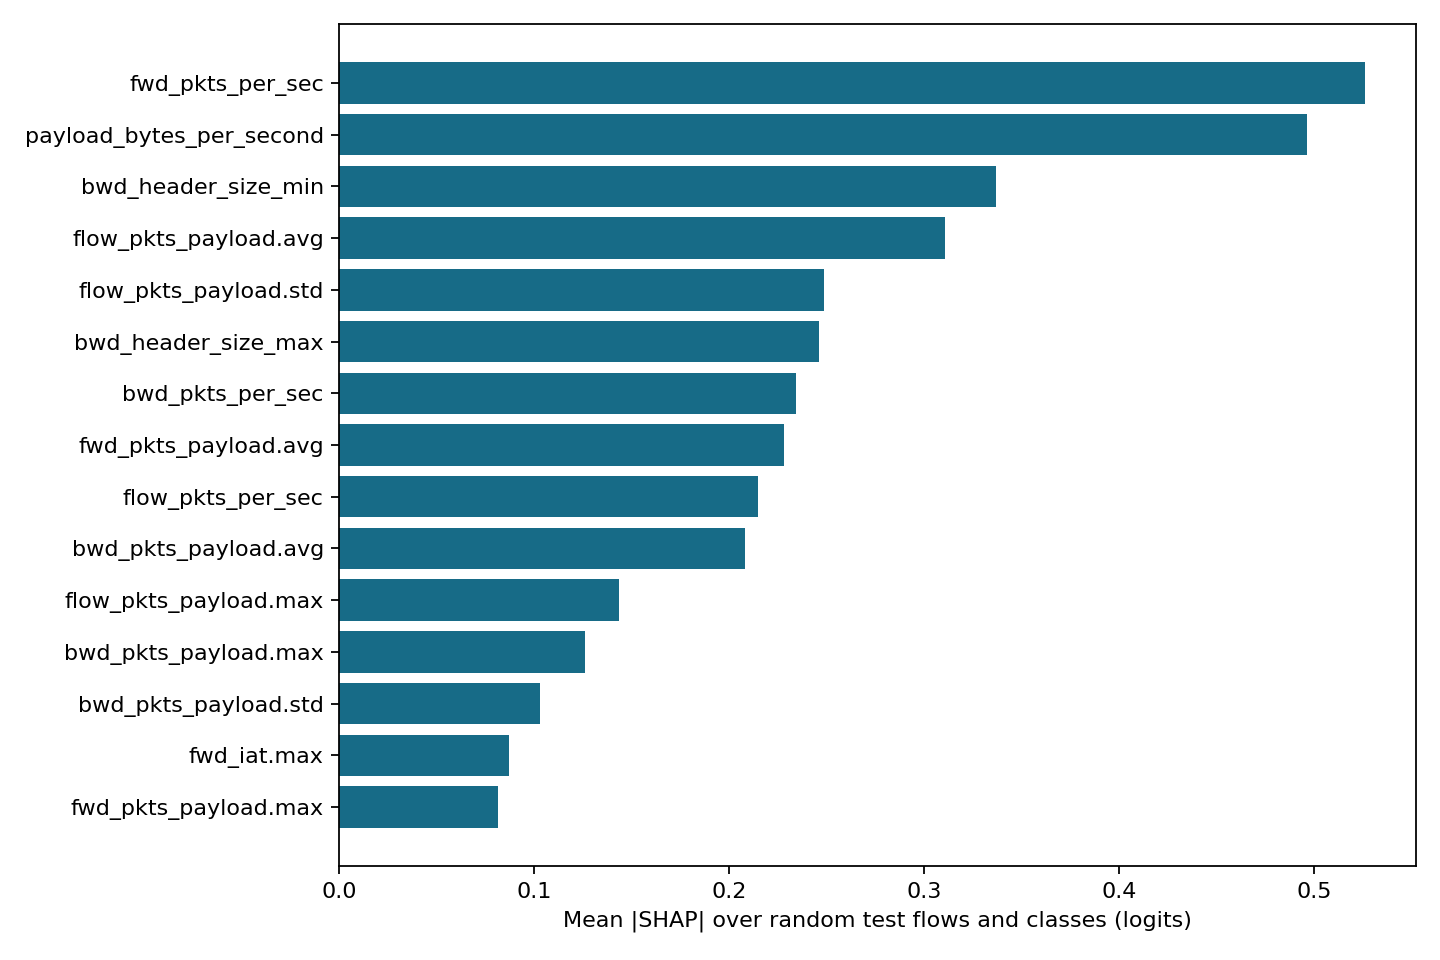 fwd_pkts_per_sec
payload_bytes_per_second
bwd_header_size_min
flow_pkts_payload.avg
flow_pkts_payload.std
bwd_header_size_max
bwd_pkts_per_sec
fwd_pkts_payload.avg
flow_pkts_per_sec
bwd_pkts_payload.avg
flow_pkts_payload.max
bwd_pkts_payload.max
bwd_pkts_payload.std
fwd_iat.max
fwd_pkts_payload.max
0.0 0.1 0.2 0.3 0.4 0.5
Mean |SHAP| over random test flows and classes (logits)